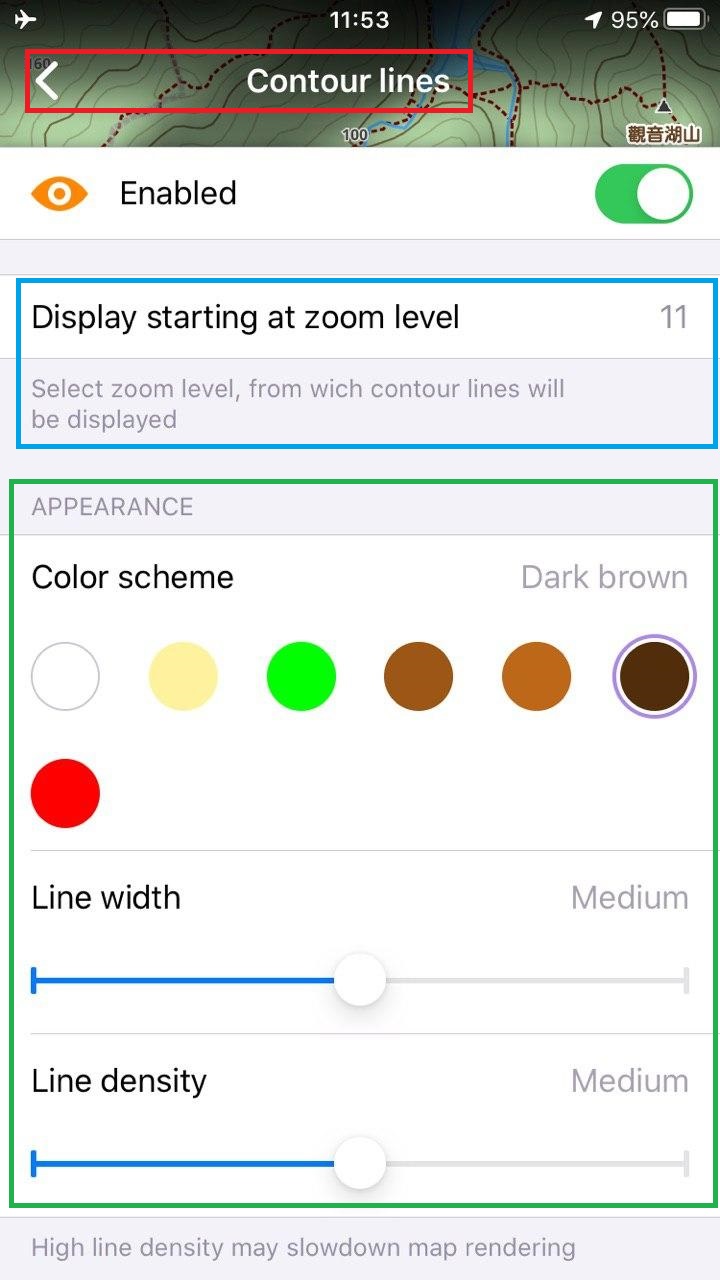 11:53
95%
160
Contour lines
100
觀音湖山
Enabled
Display starting at zoom level 11
Select zoom level, from wich contour lines will
be displayed
APPEARANCE
Color scheme Dark brown
Line width Medium
Line density Medium
High line density may slowdown map rendering